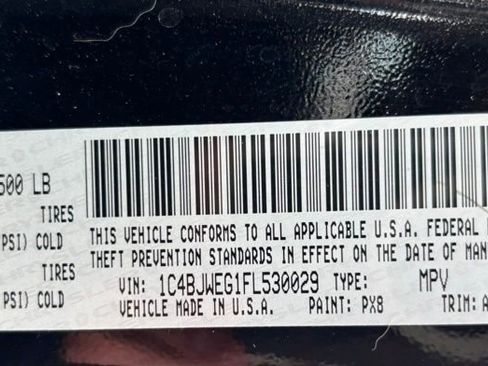 500 LB
TIRES
THIS VEHICLE CONFORMS TO ALL APPLICABLE U.S.A. FEDERAL
PSI) COLD
THEFT PREVENTION STANDARDS IN EFFECT ON THE DATE OF MAN
TIRES
VIN: 1C4BJWEG1FL530029 TYPE: MPV
PSI) COLD
VEHICLE MADE IN U.S.A. PAINT: PX8 TRIM: A